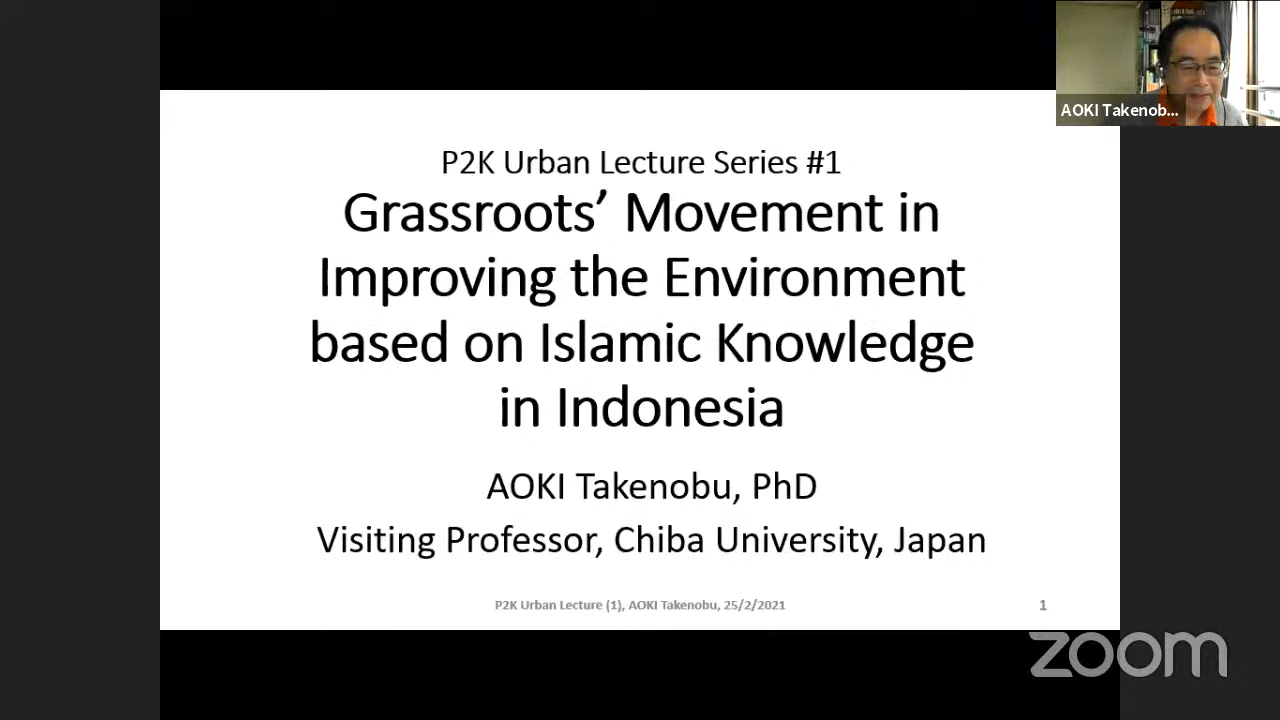 AOKI Takenob...
P2K Urban Lecture Series #1
Grassroots’ Movement in
Improving the Environment
based on Islamic Knowledge
in Indonesia
AOKI Takenobu, PhD
Visiting Professor, Chiba University, Japan
P2K Urban Lecture (1), AOKI Takenobu, 25/2/2021
1
zoom